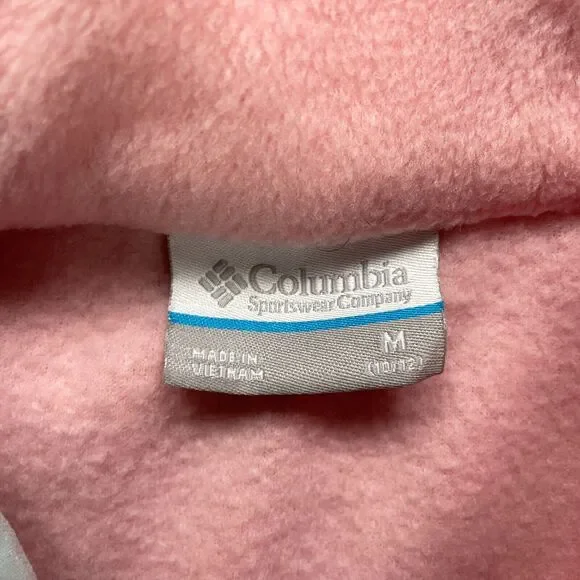 Columbia
Sportswear Company
MADE IN
VIETNAM
M
(10/12)